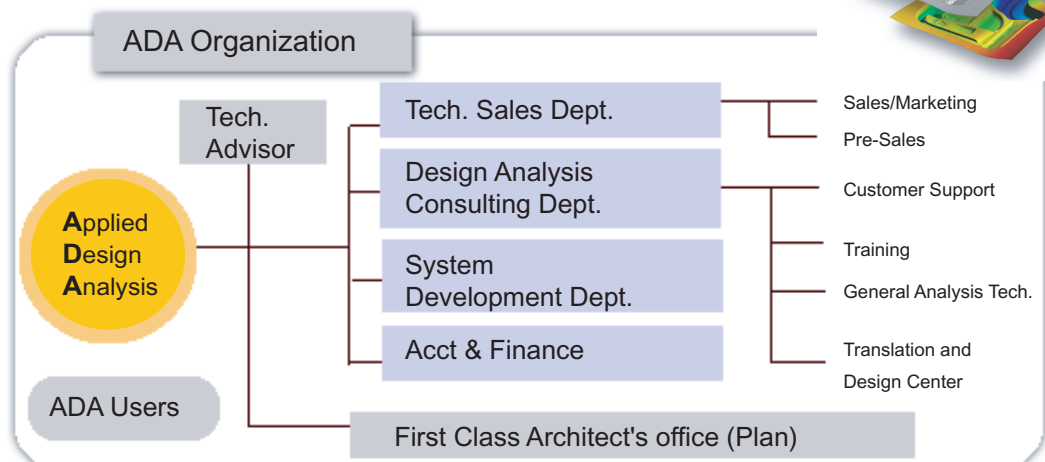 ADA Organization
Tech.
Advisor
Applied
Design
Analysis
ADA Users
Tech. Sales Dept.
Design Analysis
Consulting Dept.
System
Development Dept.
Acct & Finance
First Class Architect's office (Plan)
Sales/Marketing
Pre-Sales
Customer Support
Training
General Analysis Tech.
Translation and
Design Center